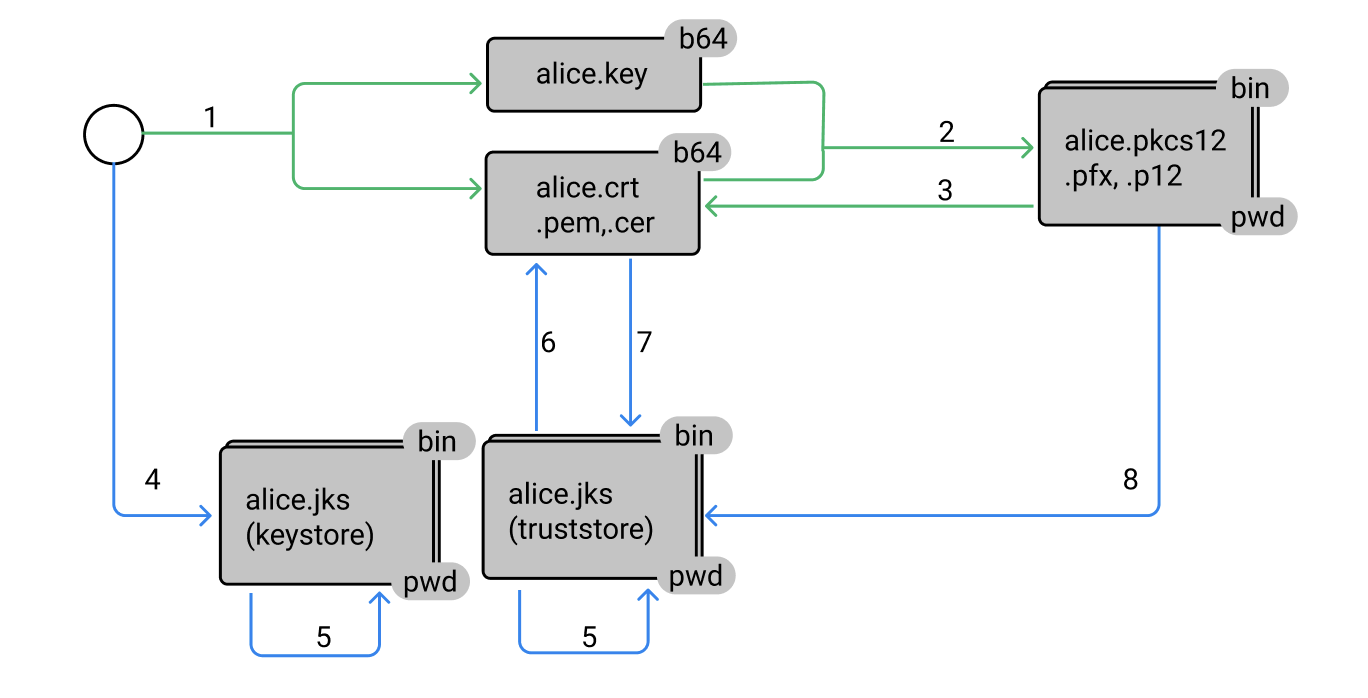 b64
alice.key
1
b64
alice.crt
.pem,.cer
2
3
bin
alice.pkcs12
.pfx, .p12
pwd
6
7
4
8
bin
alice.jks
(keystore)
pwd
5
bin
alice.jks
(truststore)
pwd
5